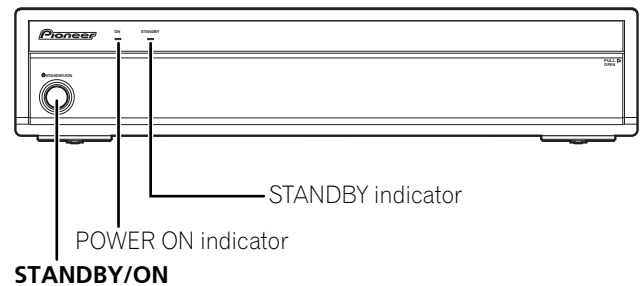 Pioneer
ON
STANDBY
PULL
OPEN
STANDBY/ON
STANDBY indicator
POWER ON indicator
STANDBY/ON